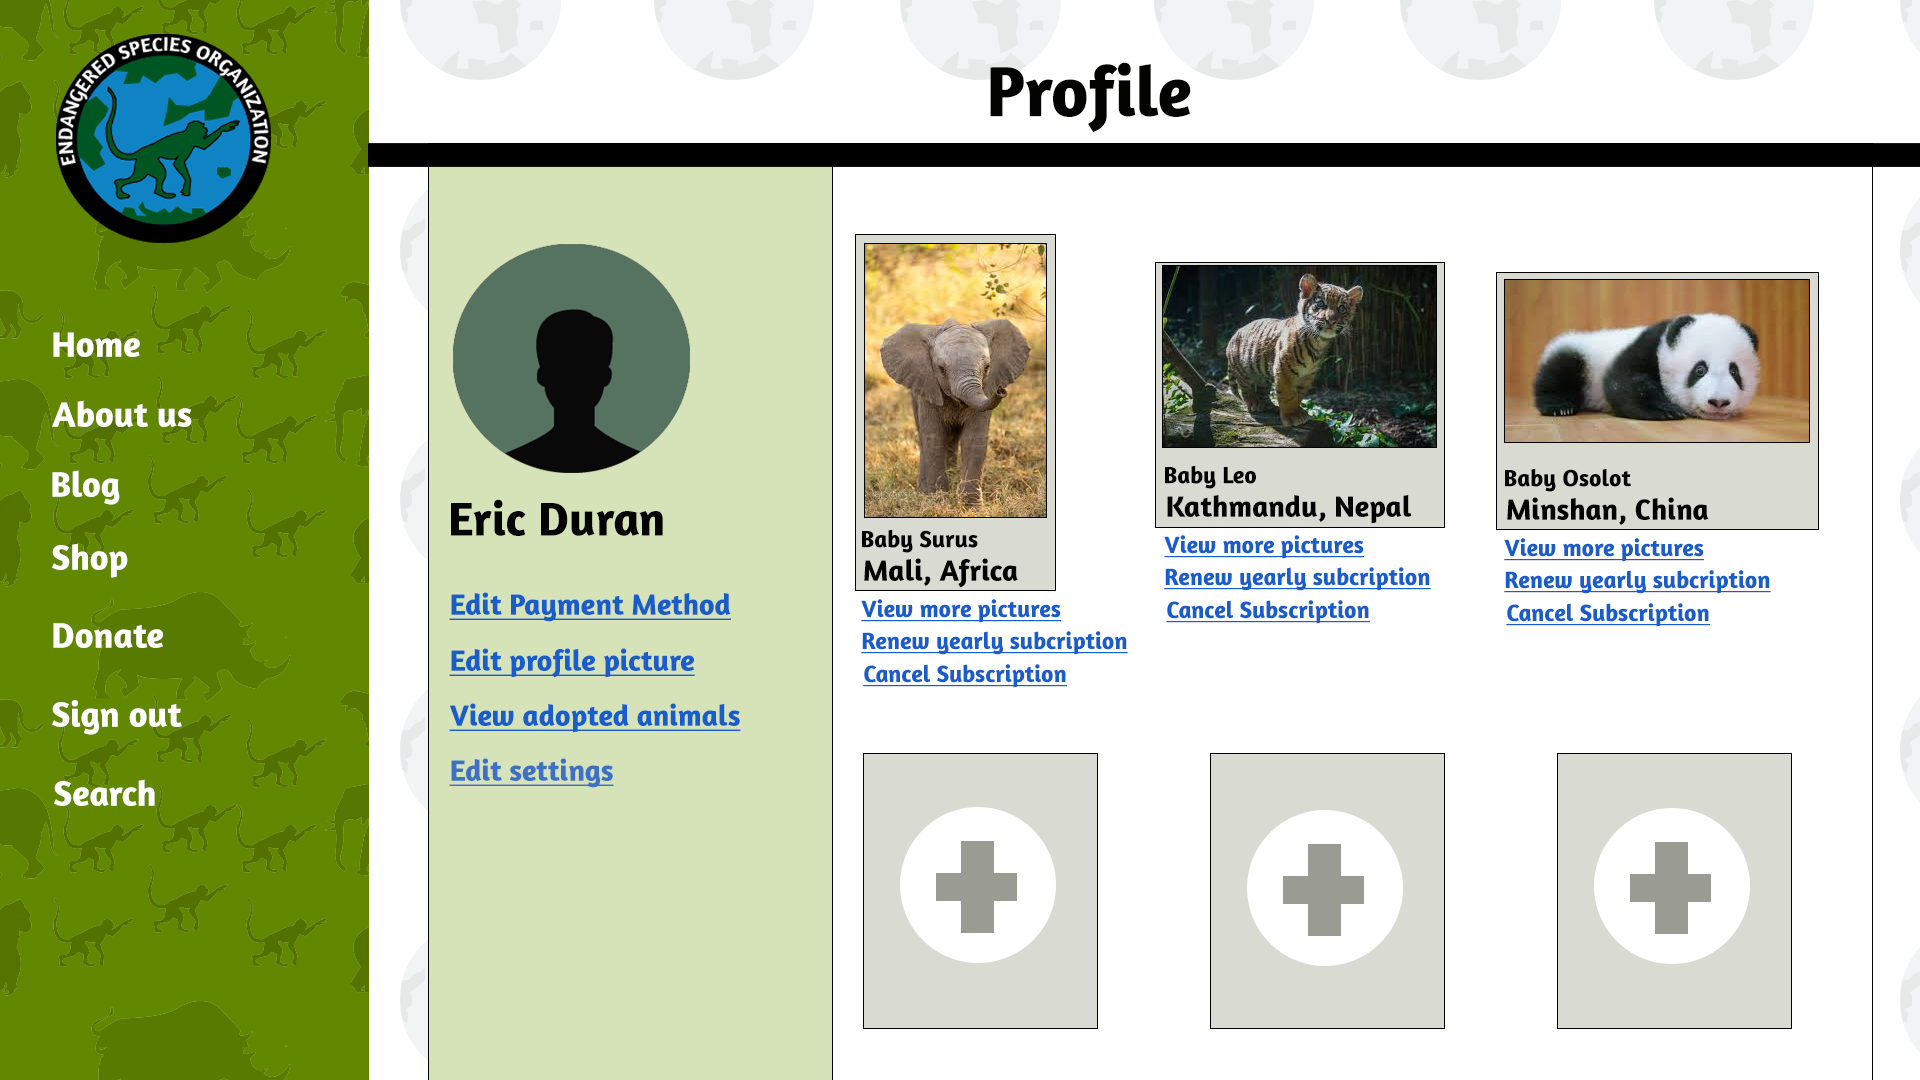 ENDANGERED SPECIES ORGANIZATION
Profile
Home
About us
Blog
Shop
Donate
Sign out
Search
Eric Duran
Edit Payment Method
Edit profile picture
View adopted animals
Edit settings
Baby Surus
Mali, Africa
View more pictures
Renew yearly subcription
Cancel Subscription
Baby Leo
Kathmandu, Nepal
View more pictures
Renew yearly subcription
Cancel Subscription
Baby Osolot
Minshan, China
View more pictures
Renew yearly subcription
Cancel Subscription